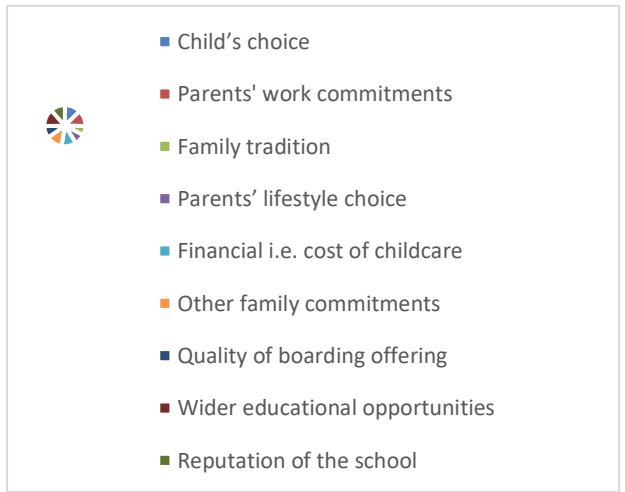 Child’s choice
Parents' work commitments
Family tradition
Parents’ lifestyle choice
Financial i.e. cost of childcare
Other family commitments
Quality of boarding offering
Wider educational opportunities
Reputation of the school